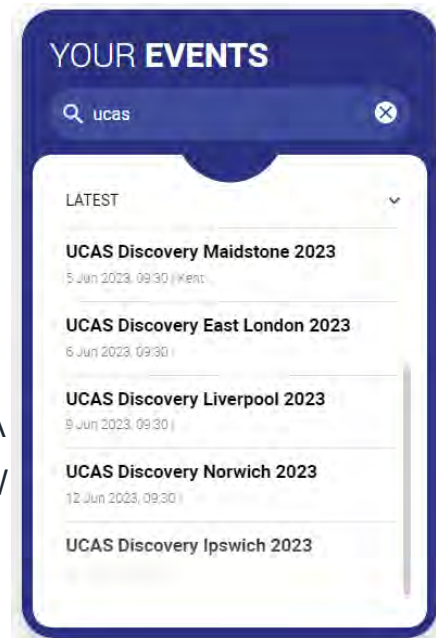 YOUR EVENTS
ucas
LATEST
UCAS Discovery Maidstone 2023
5 Jun 2023, 09:30 | Kent
UCAS Discovery East London 2023
6 Jun 2023, 09:30 |
UCAS Discovery Liverpool 2023
9 Jun 2023, 09:30 |
UCAS Discovery Norwich 2023
12 Jun 2023, 09:30 |
UCAS Discovery Ipswich 2023